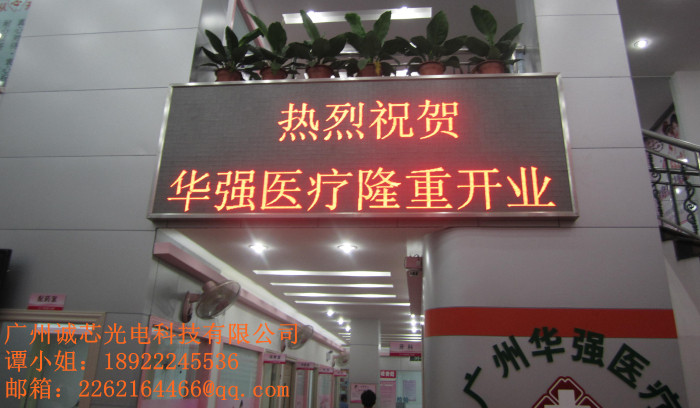 热烈祝贺
华强医疗隆重开业
广州华强医疗
广州诚芯光电科技有限公司
谭小姐：18922245536
邮箱：2262164466@qq.com